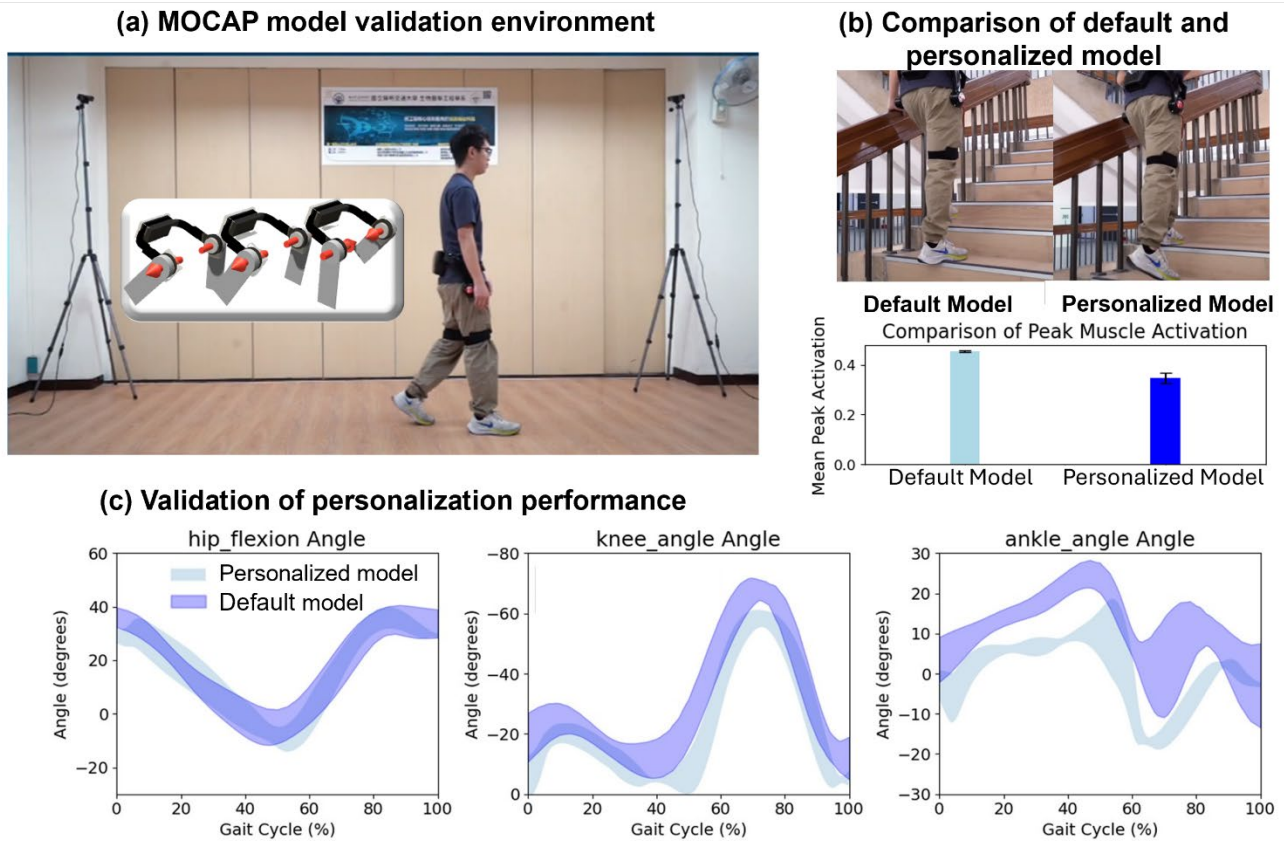 (a) MOCAP model validation environment
(b) Comparison of default and
personalized model
Default Model
Personalized Model
Comparison of Peak Muscle Activation
Mean Peak Activation
0.4
0.2
0.0
Default Model
Personalized Model
(c) Validation of personalization performance
hip_flexion Angle
Personalized model
Default model
Angle (degrees)
60
40
20
0
−20
0 20 40 60 80 100
Gait Cycle (%)
knee_angle Angle
Angle (degrees)
−80
−60
−40
−20
0
0 20 40 60 80 100
Gait Cycle (%)
ankle_angle Angle
Angle (degrees)
30
20
10
0
−10
−20
−30
0 20 40 60 80 100
Gait Cycle (%)